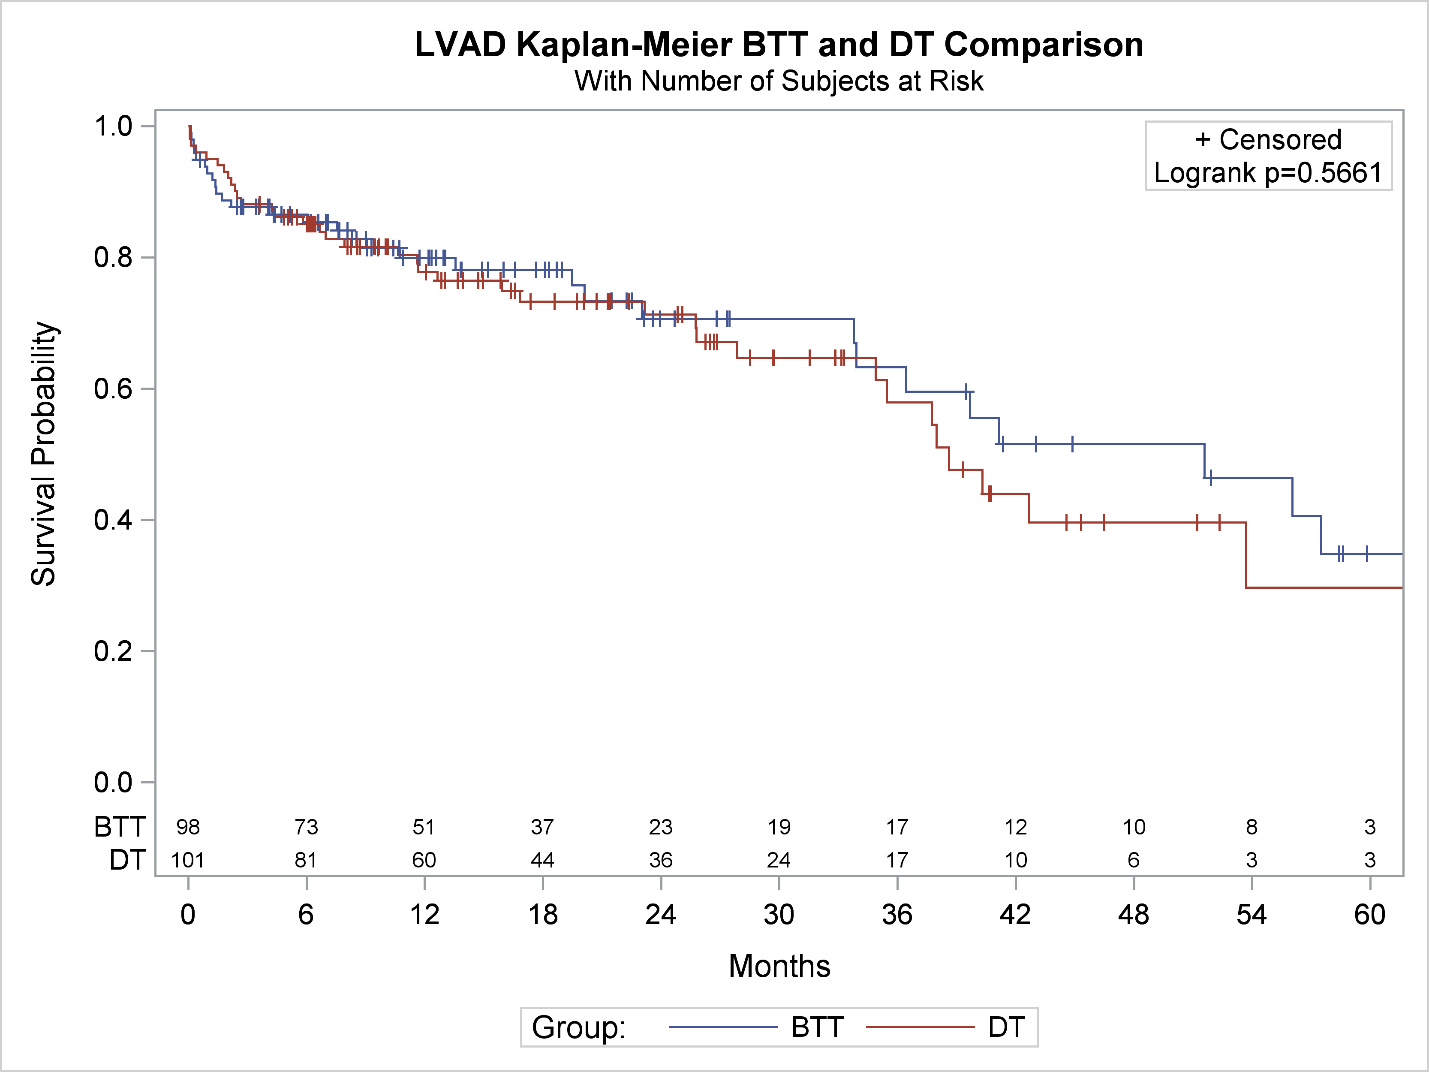 LVAD Kaplan-Meier BTT and DT Comparison
With Number of Subjects at Risk
+ Censored
Logrank p=0.5661
Survival Probability
1.0
0.8
0.6
0.4
0.2
0.0
BTT 98 73 51 37 23 19 17 12 10 8 3
DT 101 81 60 44 36 24 17 10 6 3 3
0 6 12 18 24 30 36 42 48 54 60
Months
Group: BTT DT